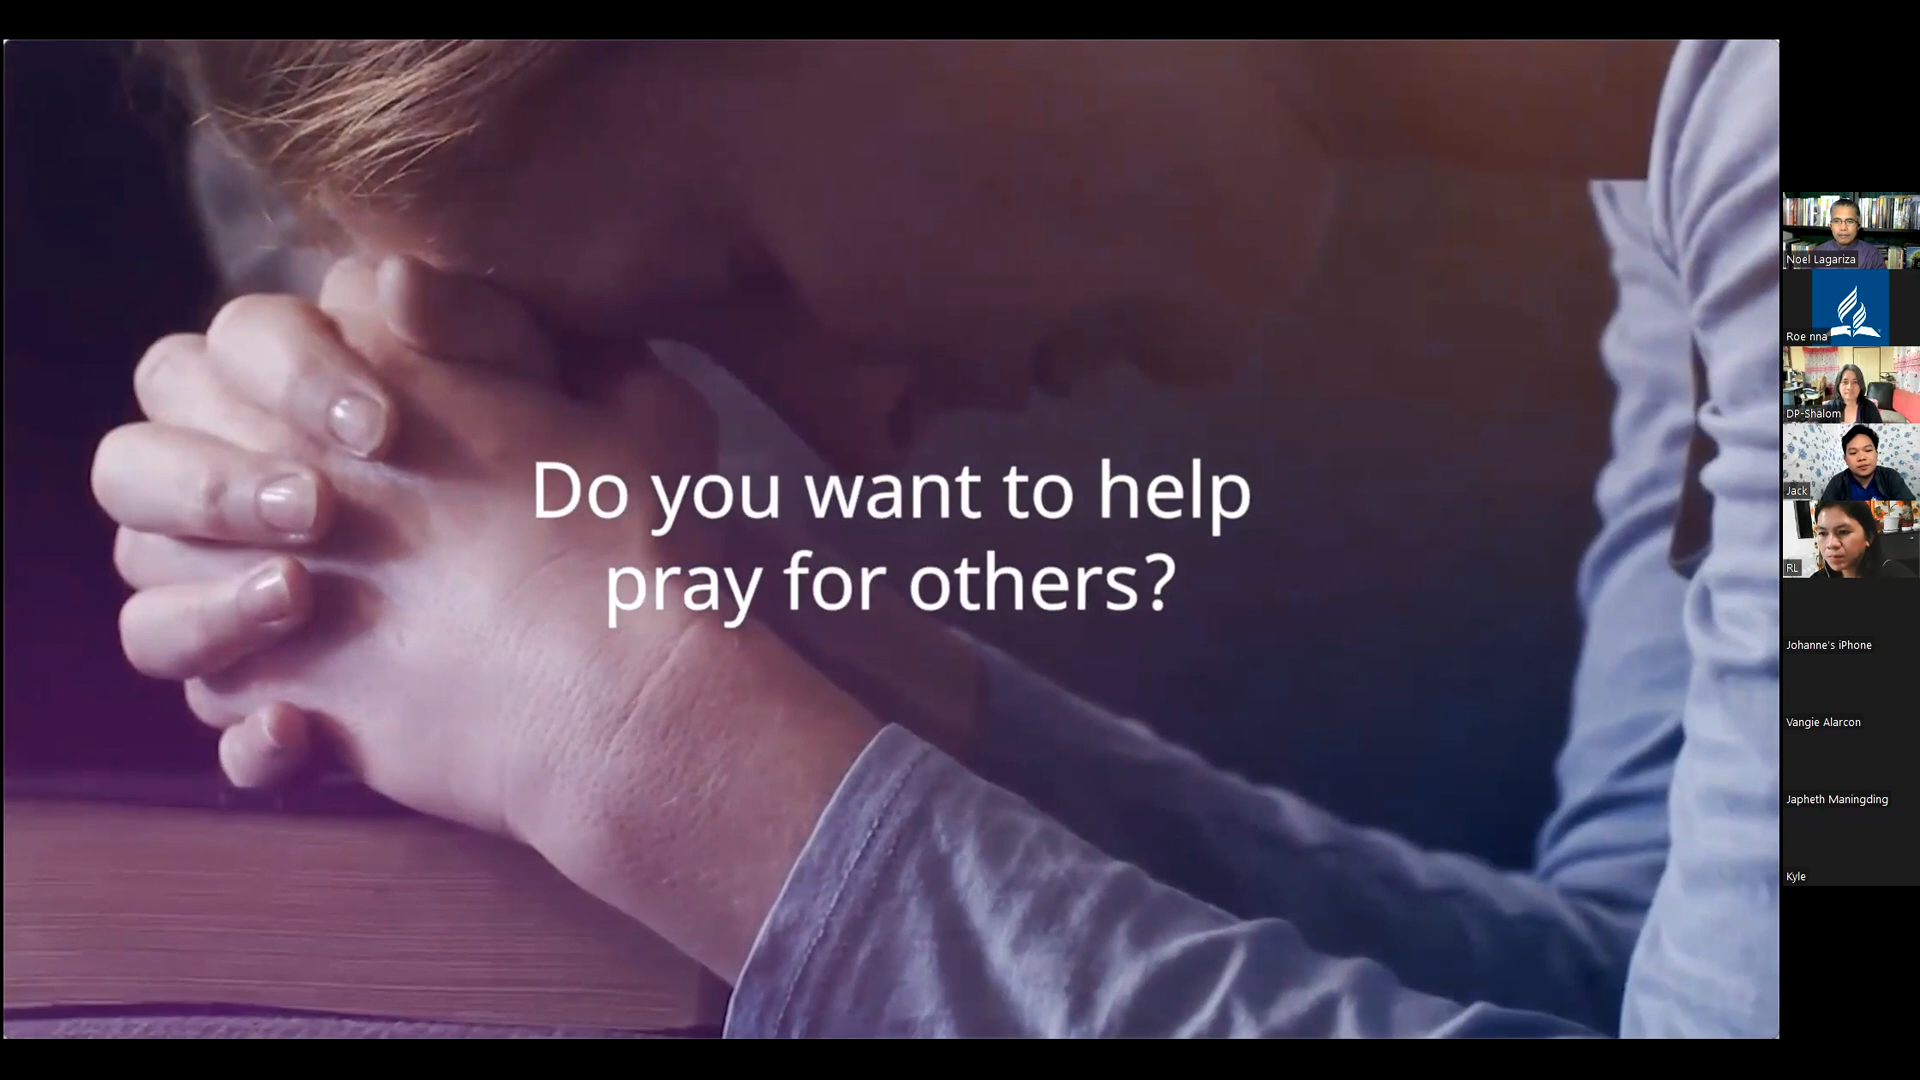 Do you want to help
pray for others?
Noel Lagariza
Roe nna
DP-Shalom
Jack
RL
Johanne's iPhone
Vangie Alarcon
Japheth Maningding
Kyle